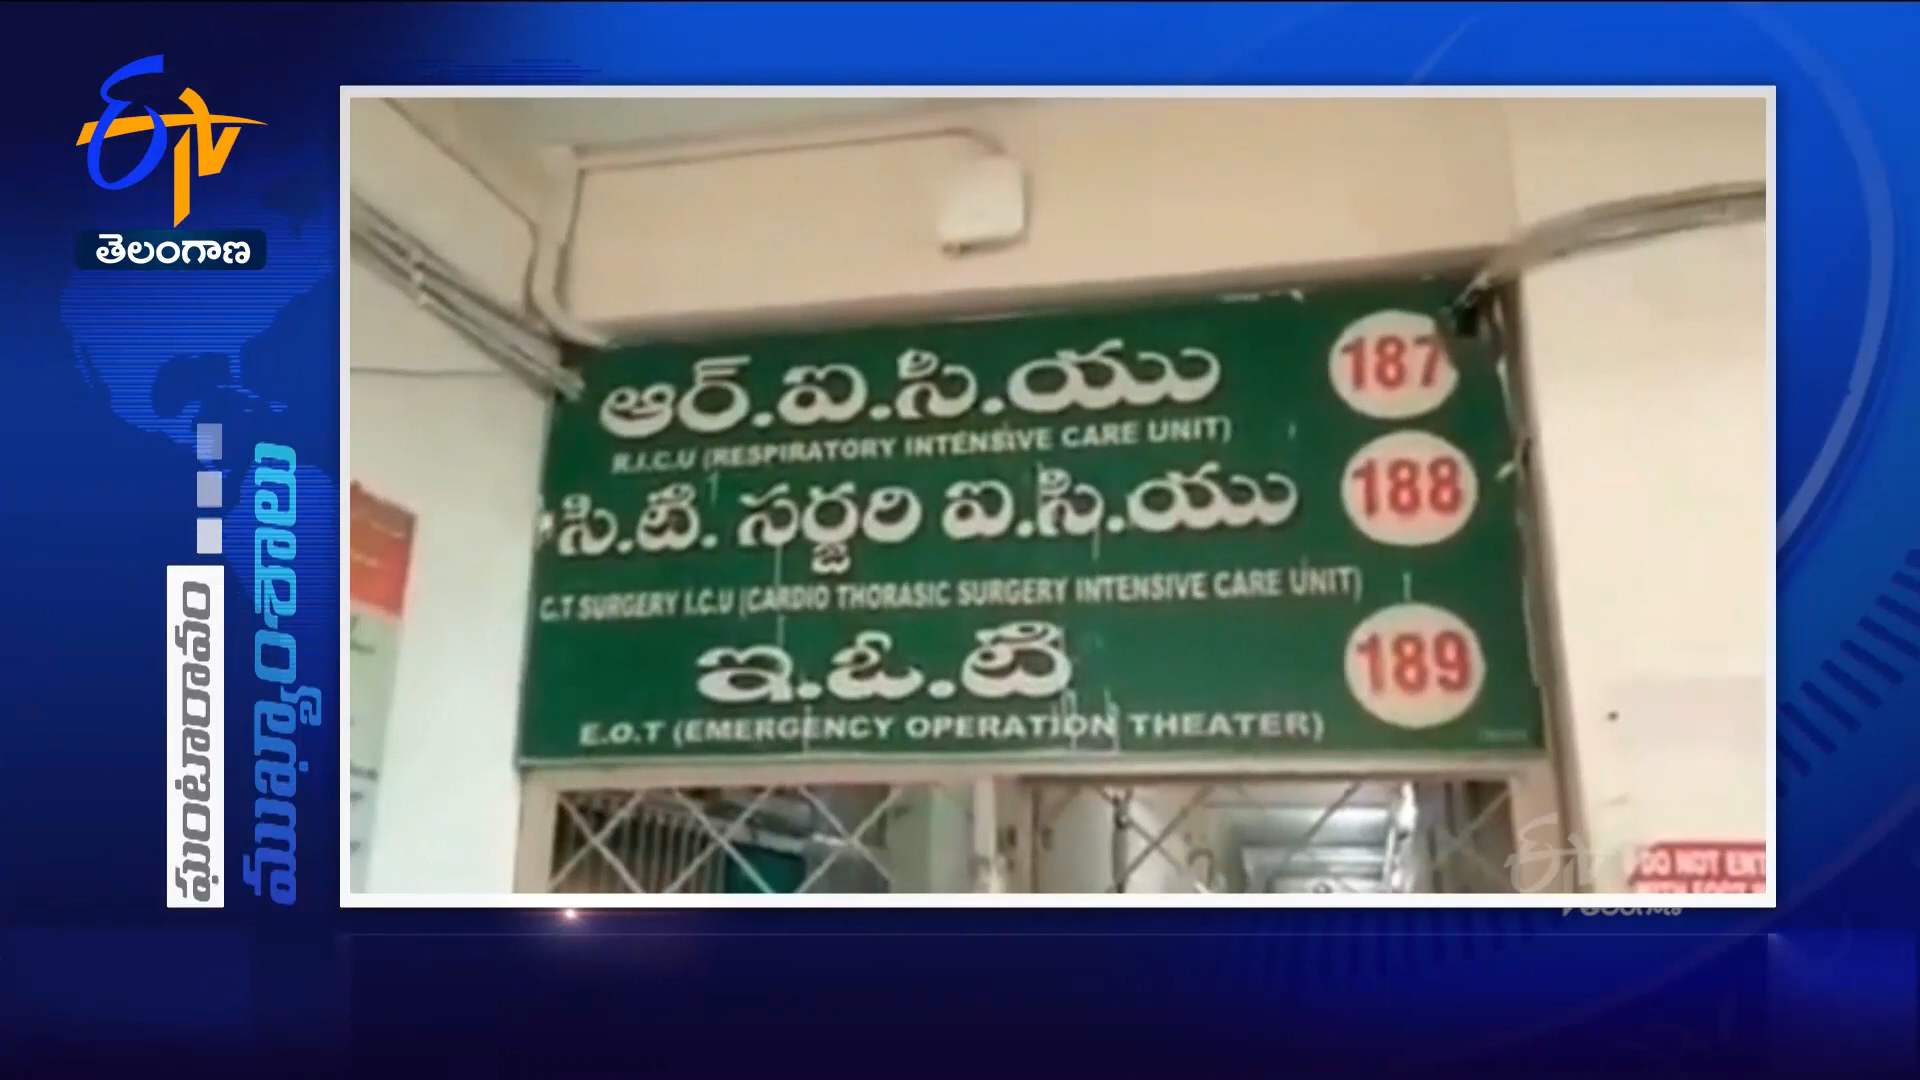 ETV
తెలంగాణ
ఘంటారావం
ముఖ్యాంశాలు
ఆర్.ఐ.సి.యు 187
R.I.C.U (RESPIRATORY INTENSIVE CARE UNIT)
సి.టి. సర్జరి ఐ.సి.యు 188
C.T SURGERY I.C.U (CARDIO THORASIC SURGERY INTENSIVE CARE UNIT)
ఇ.ఓ.టి 189
E.O.T (EMERGENCY OPERATION THEATER)
DO NOT